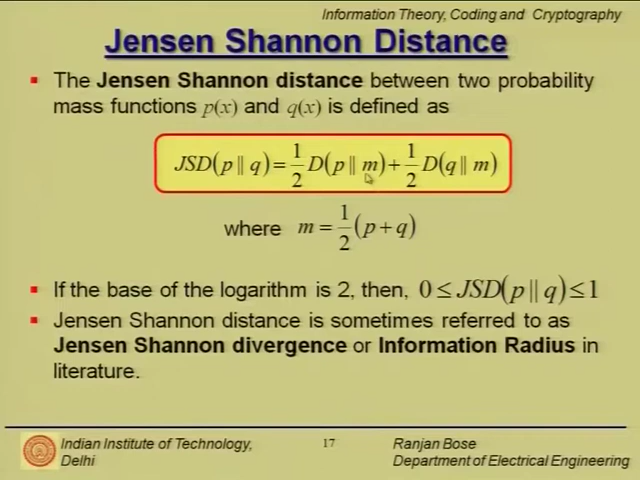 Information Theory, Coding and Cryptography
Jensen Shannon Distance
▪ The Jensen Shannon distance between two probability
mass functions p(x) and q(x) is defined as
JSD(p || q) = 1/2 D(p || m) + 1/2 D(q || m)
where m = 1/2 (p + q)
▪ If the base of the logarithm is 2, then, 0 ≤ JSD(p || q) ≤ 1
▪ Jensen Shannon distance is sometimes referred to as
Jensen Shannon divergence or Information Radius in
literature.
Indian Institute of Technology,
Delhi
17
Ranjan Bose
Department of Electrical Engineering